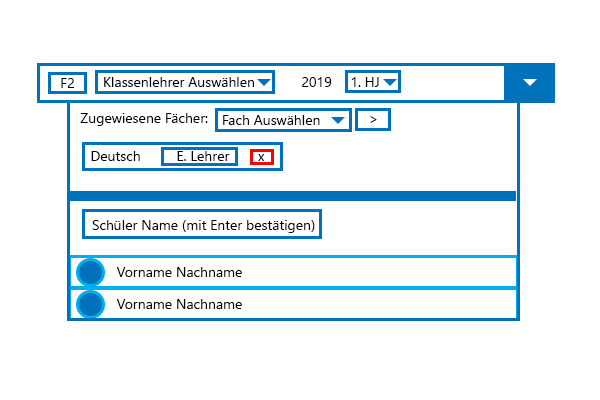 F2 Klassenlehrer Auswählen 2019 1. HJ
Zugewiesene Fächer: Fach Auswählen >
Deutsch E. Lehrer x
Schüler Name (mit Enter bestätigen)
Vorname Nachname
Vorname Nachname